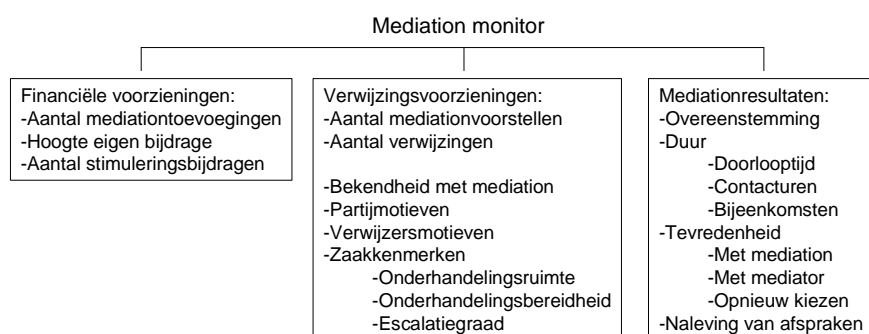 Mediation monitor
Financiële voorzieningen:
-Aantal mediationtoevoegingen
-Hoogte eigen bijdrage
-Aantal stimuleringsbijdragen
Verwijzingsvoorzieningen:
-Aantal mediationvoorstellen
-Aantal verwijzingen
-Bekendheid met mediation
-Partijmotieven
-Verwijzersmotieven
-Zaakkenmerken
-Onderhandelingsruimte
-Onderhandelingsbereidheid
-Escalatiegraad
Mediationresultaten:
-Overeenstemming
-Duur
-Doorlooptijd
-Contacturen
-Bijeenkomsten
-Tevredenheid
-Met mediation
-Met mediator
-Opnieuw kiezen
-Naleving van afspraken